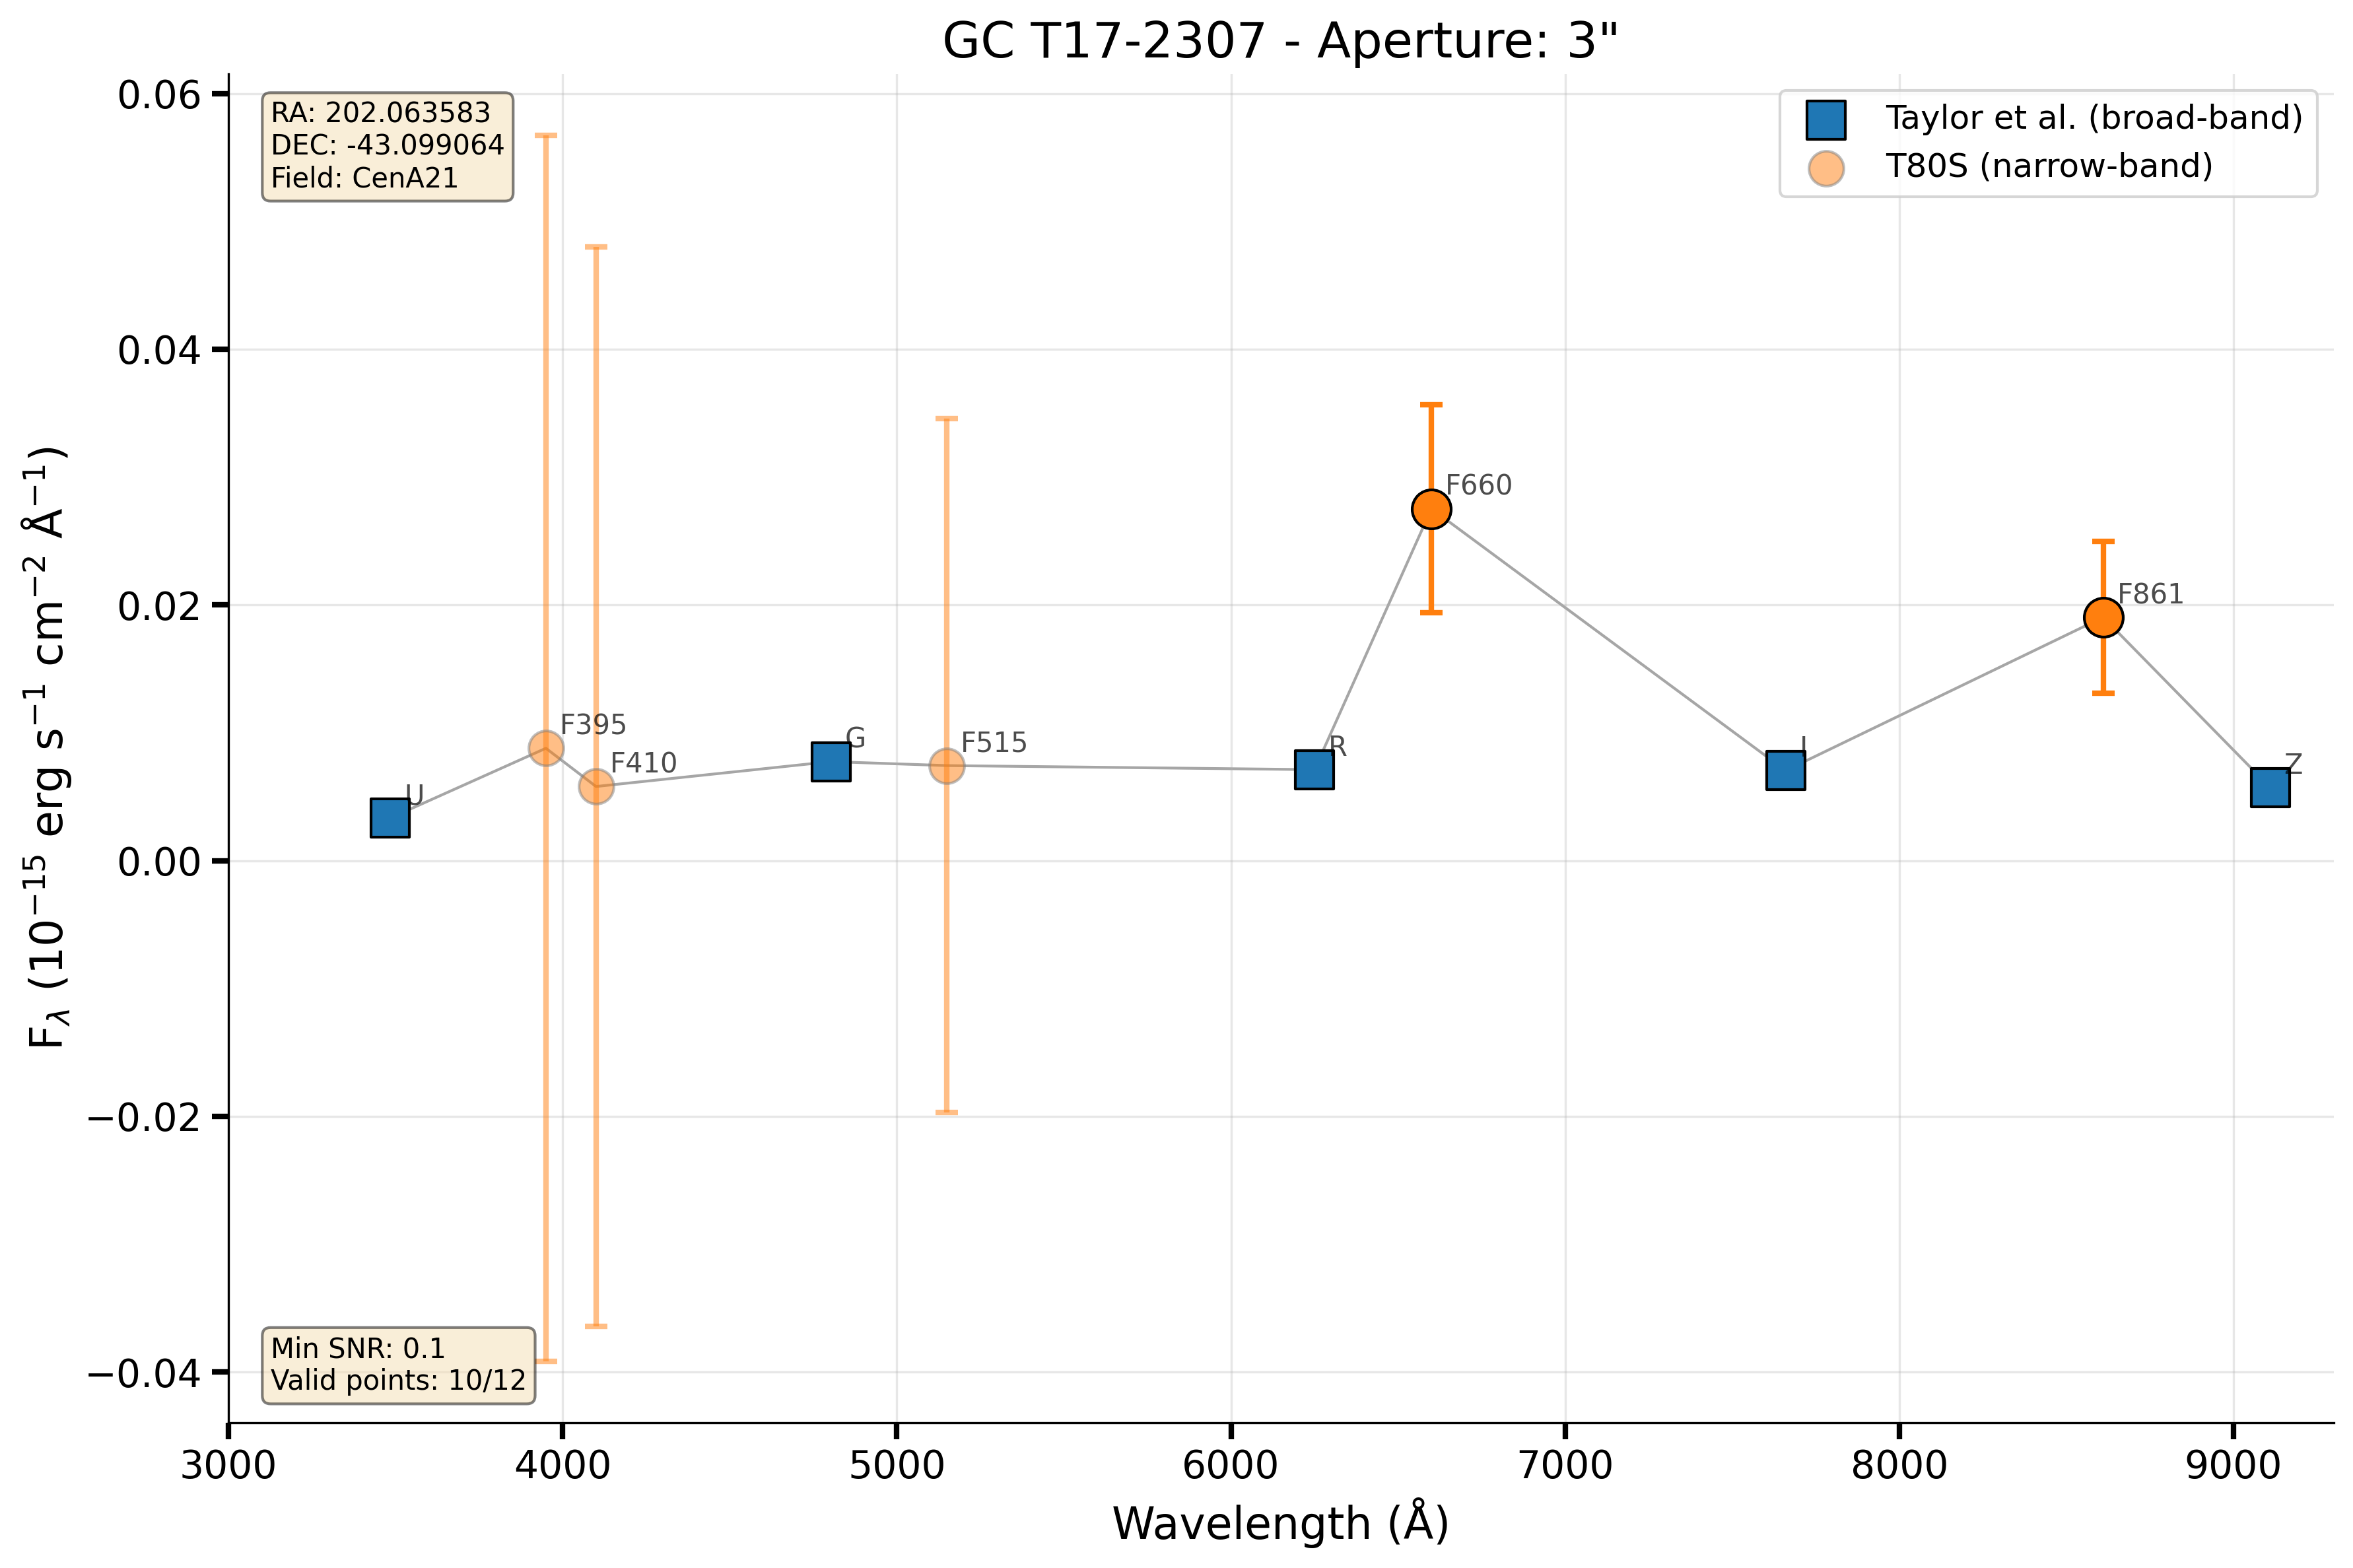 GC T17-2307 - Aperture: 3"
RA: 202.063583
DEC: -43.099064
Field: CenA21
Taylor et al. (broad-band)
T80S (narrow-band)
F660
F861
F395
F410
U
G
F515
R
I
Z
Min SNR: 0.1
Valid points: 10/12
0.06
0.04
0.02
0.00
−0.02
−0.04
3000 4000 5000 6000 7000 8000 9000
Wavelength (Å)
Fλ (10⁻¹⁵ erg s⁻¹ cm⁻² Å⁻¹)